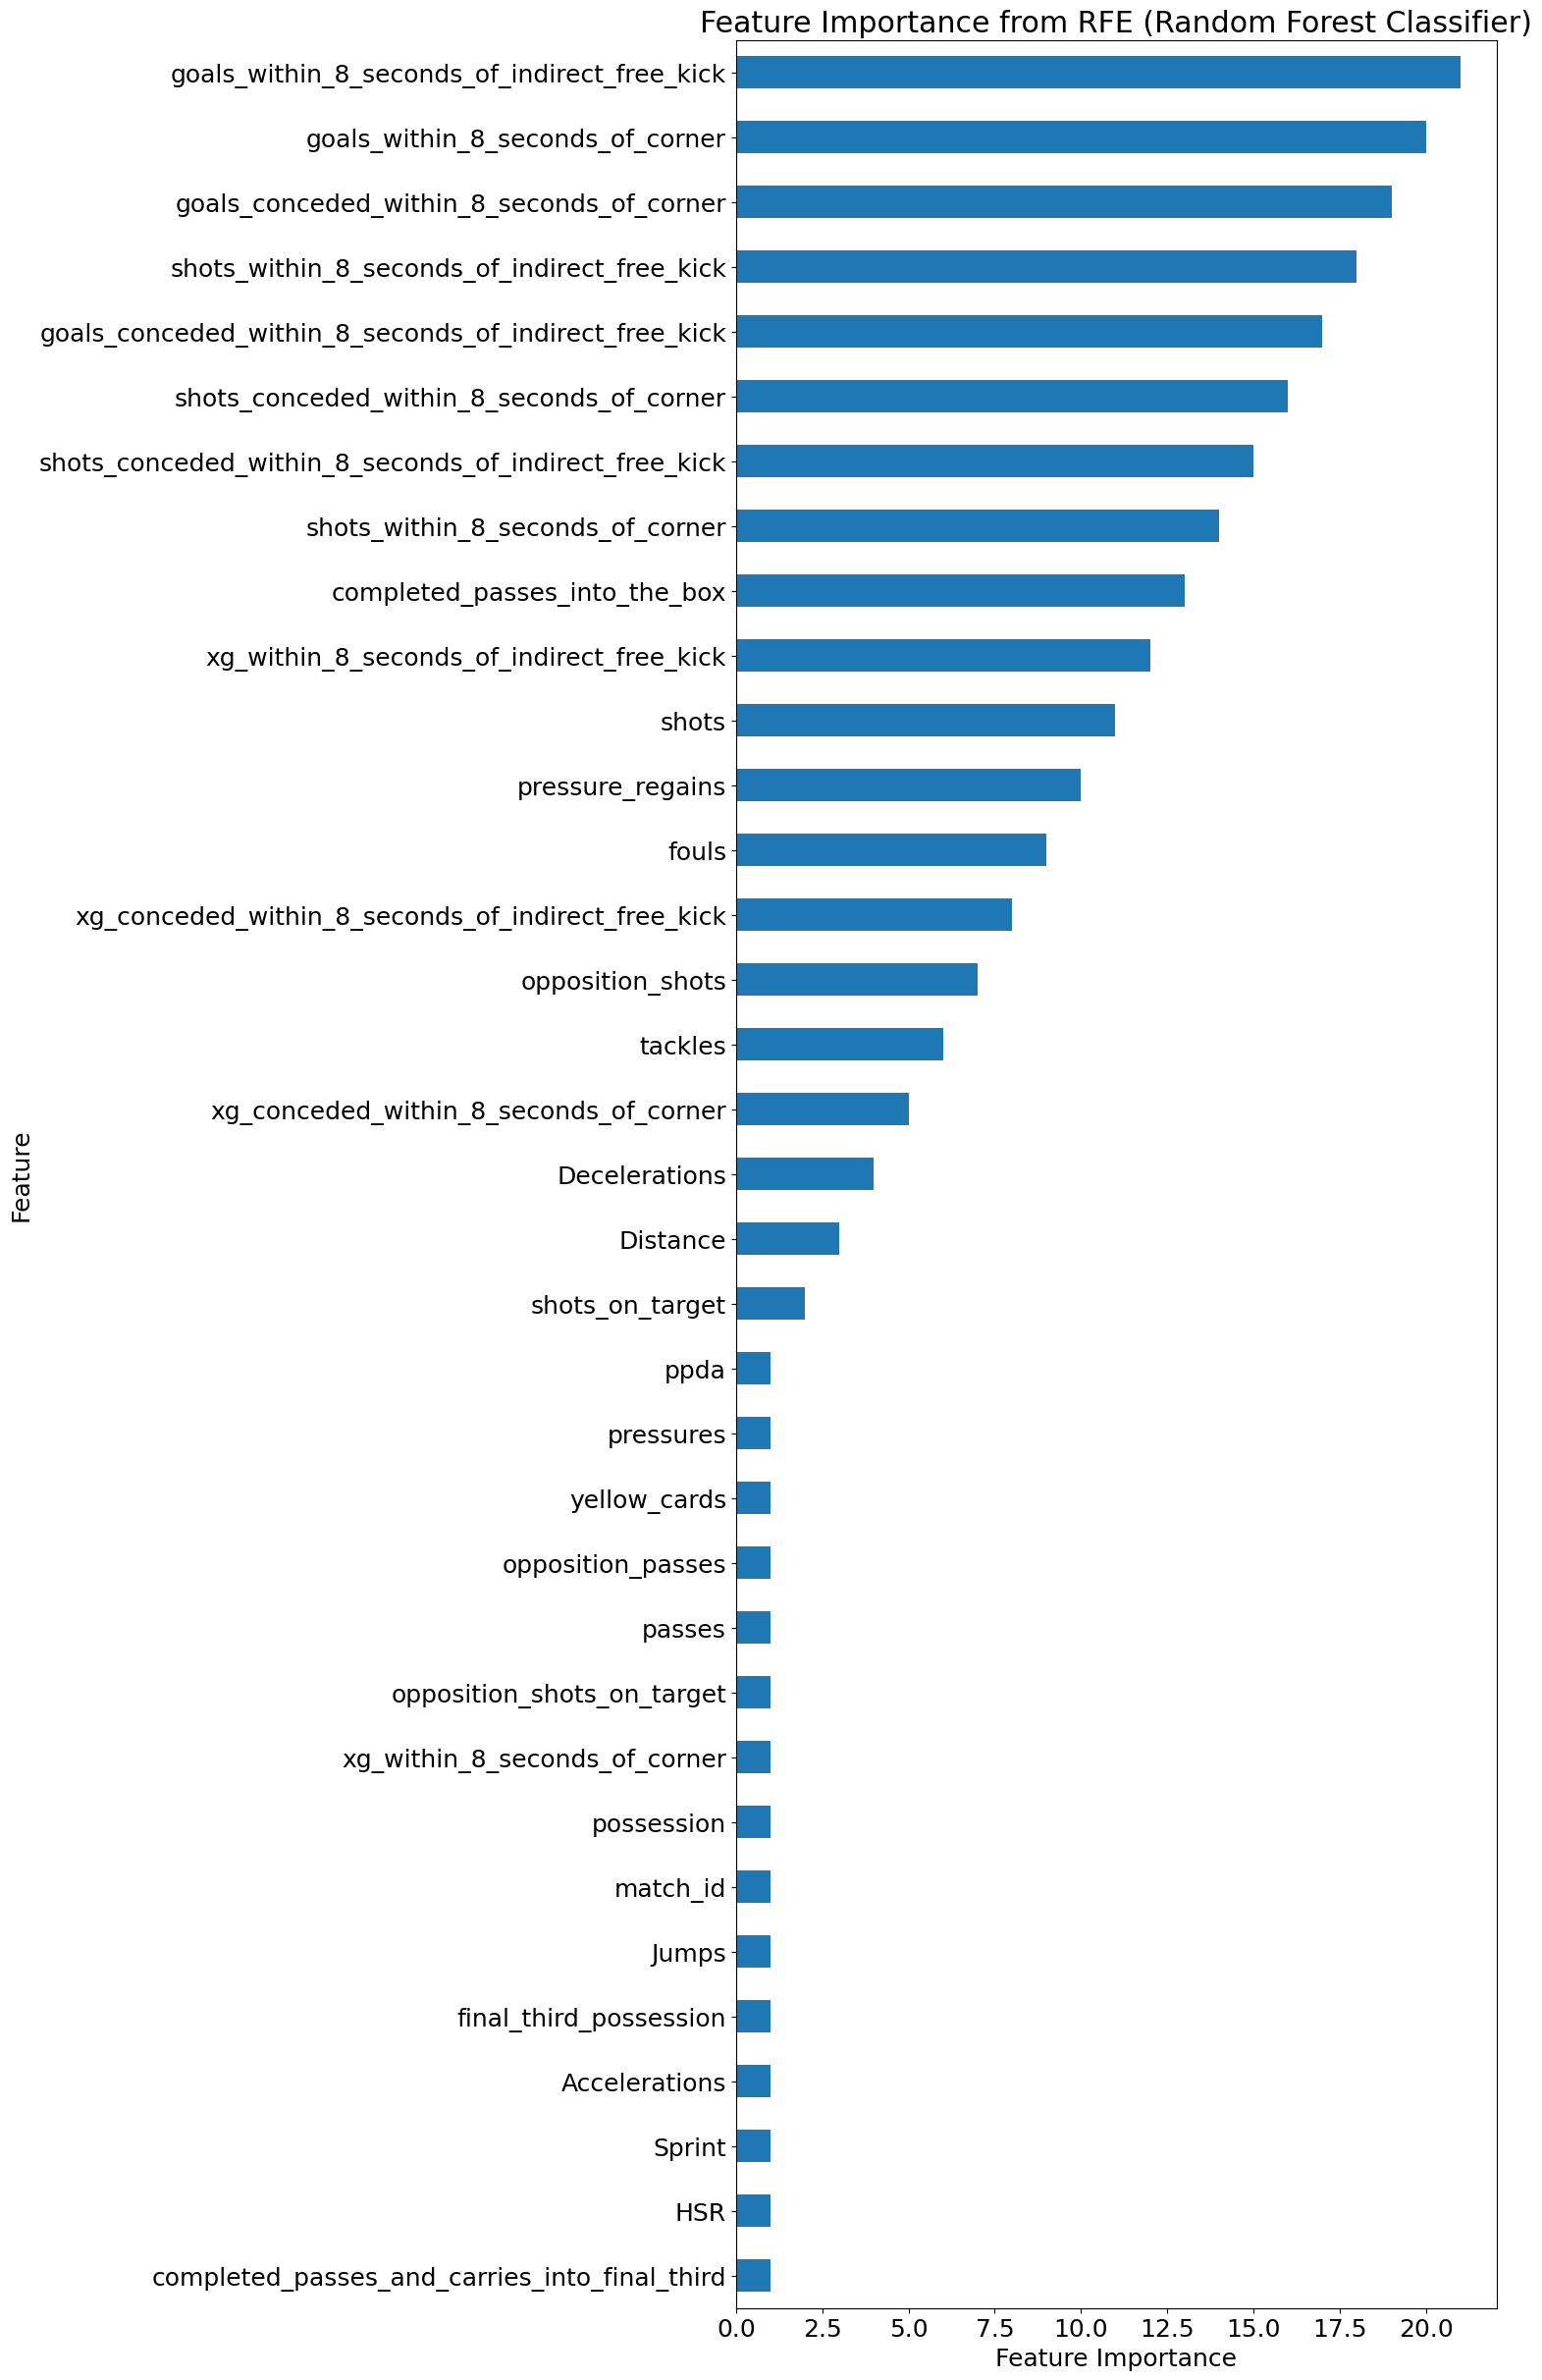 Feature Importance from RFE (Random Forest Classifier)
goals_within_8_seconds_of_indirect_free_kick
goals_within_8_seconds_of_corner
goals_conceded_within_8_seconds_of_corner
shots_within_8_seconds_of_indirect_free_kick
goals_conceded_within_8_seconds_of_indirect_free_kick
shots_conceded_within_8_seconds_of_corner
shots_conceded_within_8_seconds_of_indirect_free_kick
shots_within_8_seconds_of_corner
completed_passes_into_the_box
xg_within_8_seconds_of_indirect_free_kick
shots
pressure_regains
fouls
xg_conceded_within_8_seconds_of_indirect_free_kick
opposition_shots
tackles
xg_conceded_within_8_seconds_of_corner
Decelerations
Distance
shots_on_target
ppda
pressures
yellow_cards
opposition_passes
passes
opposition_shots_on_target
xg_within_8_seconds_of_corner
possession
match_id
Jumps
final_third_possession
Accelerations
Sprint
HSR
completed_passes_and_carries_into_final_third
Feature
0.0 2.5 5.0 7.5 10.0 12.5 15.0 17.5 20.0
Feature Importance